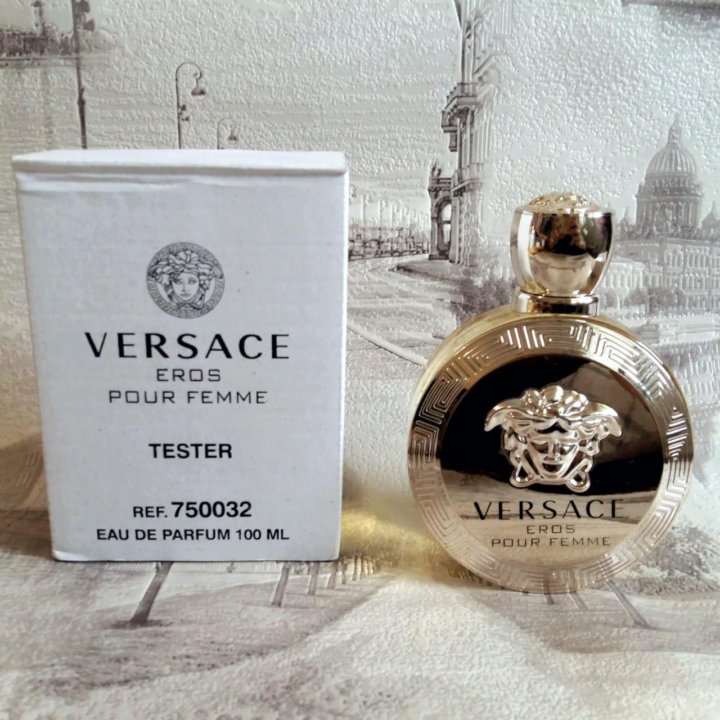 VERSACE
EROS
POUR FEMME
TESTER
REF. 750032
EAU DE PARFUM 100 ML
VERSACE
EROS
POUR FEMME